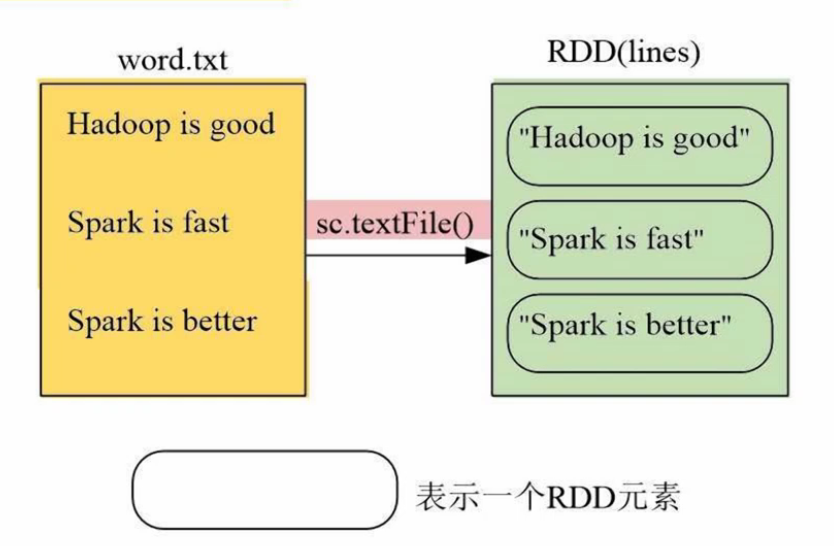 word.txt
Hadoop is good
Spark is fast
Spark is better
sc.textFile()
RDD(lines)
"Hadoop is good"
"Spark is fast"
"Spark is better"
表示一个RDD元素